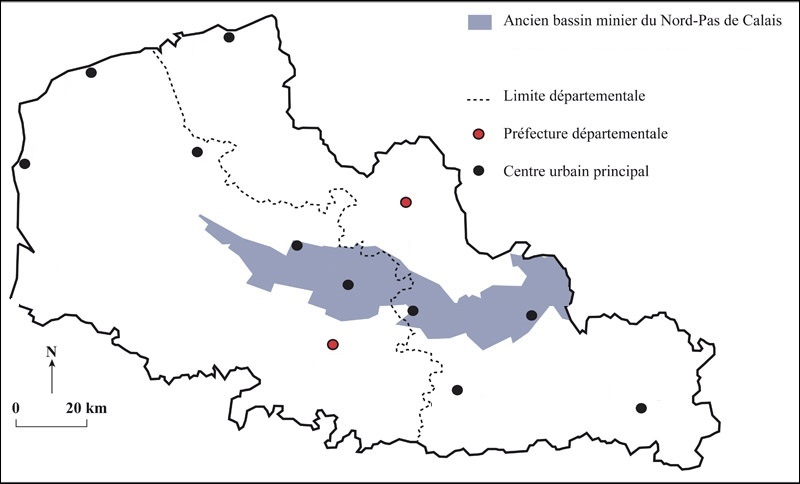 Ancien bassin minier du Nord-Pas de Calais
Limite départementale
Préfecture départementale
Centre urbain principal
N
0 20 km